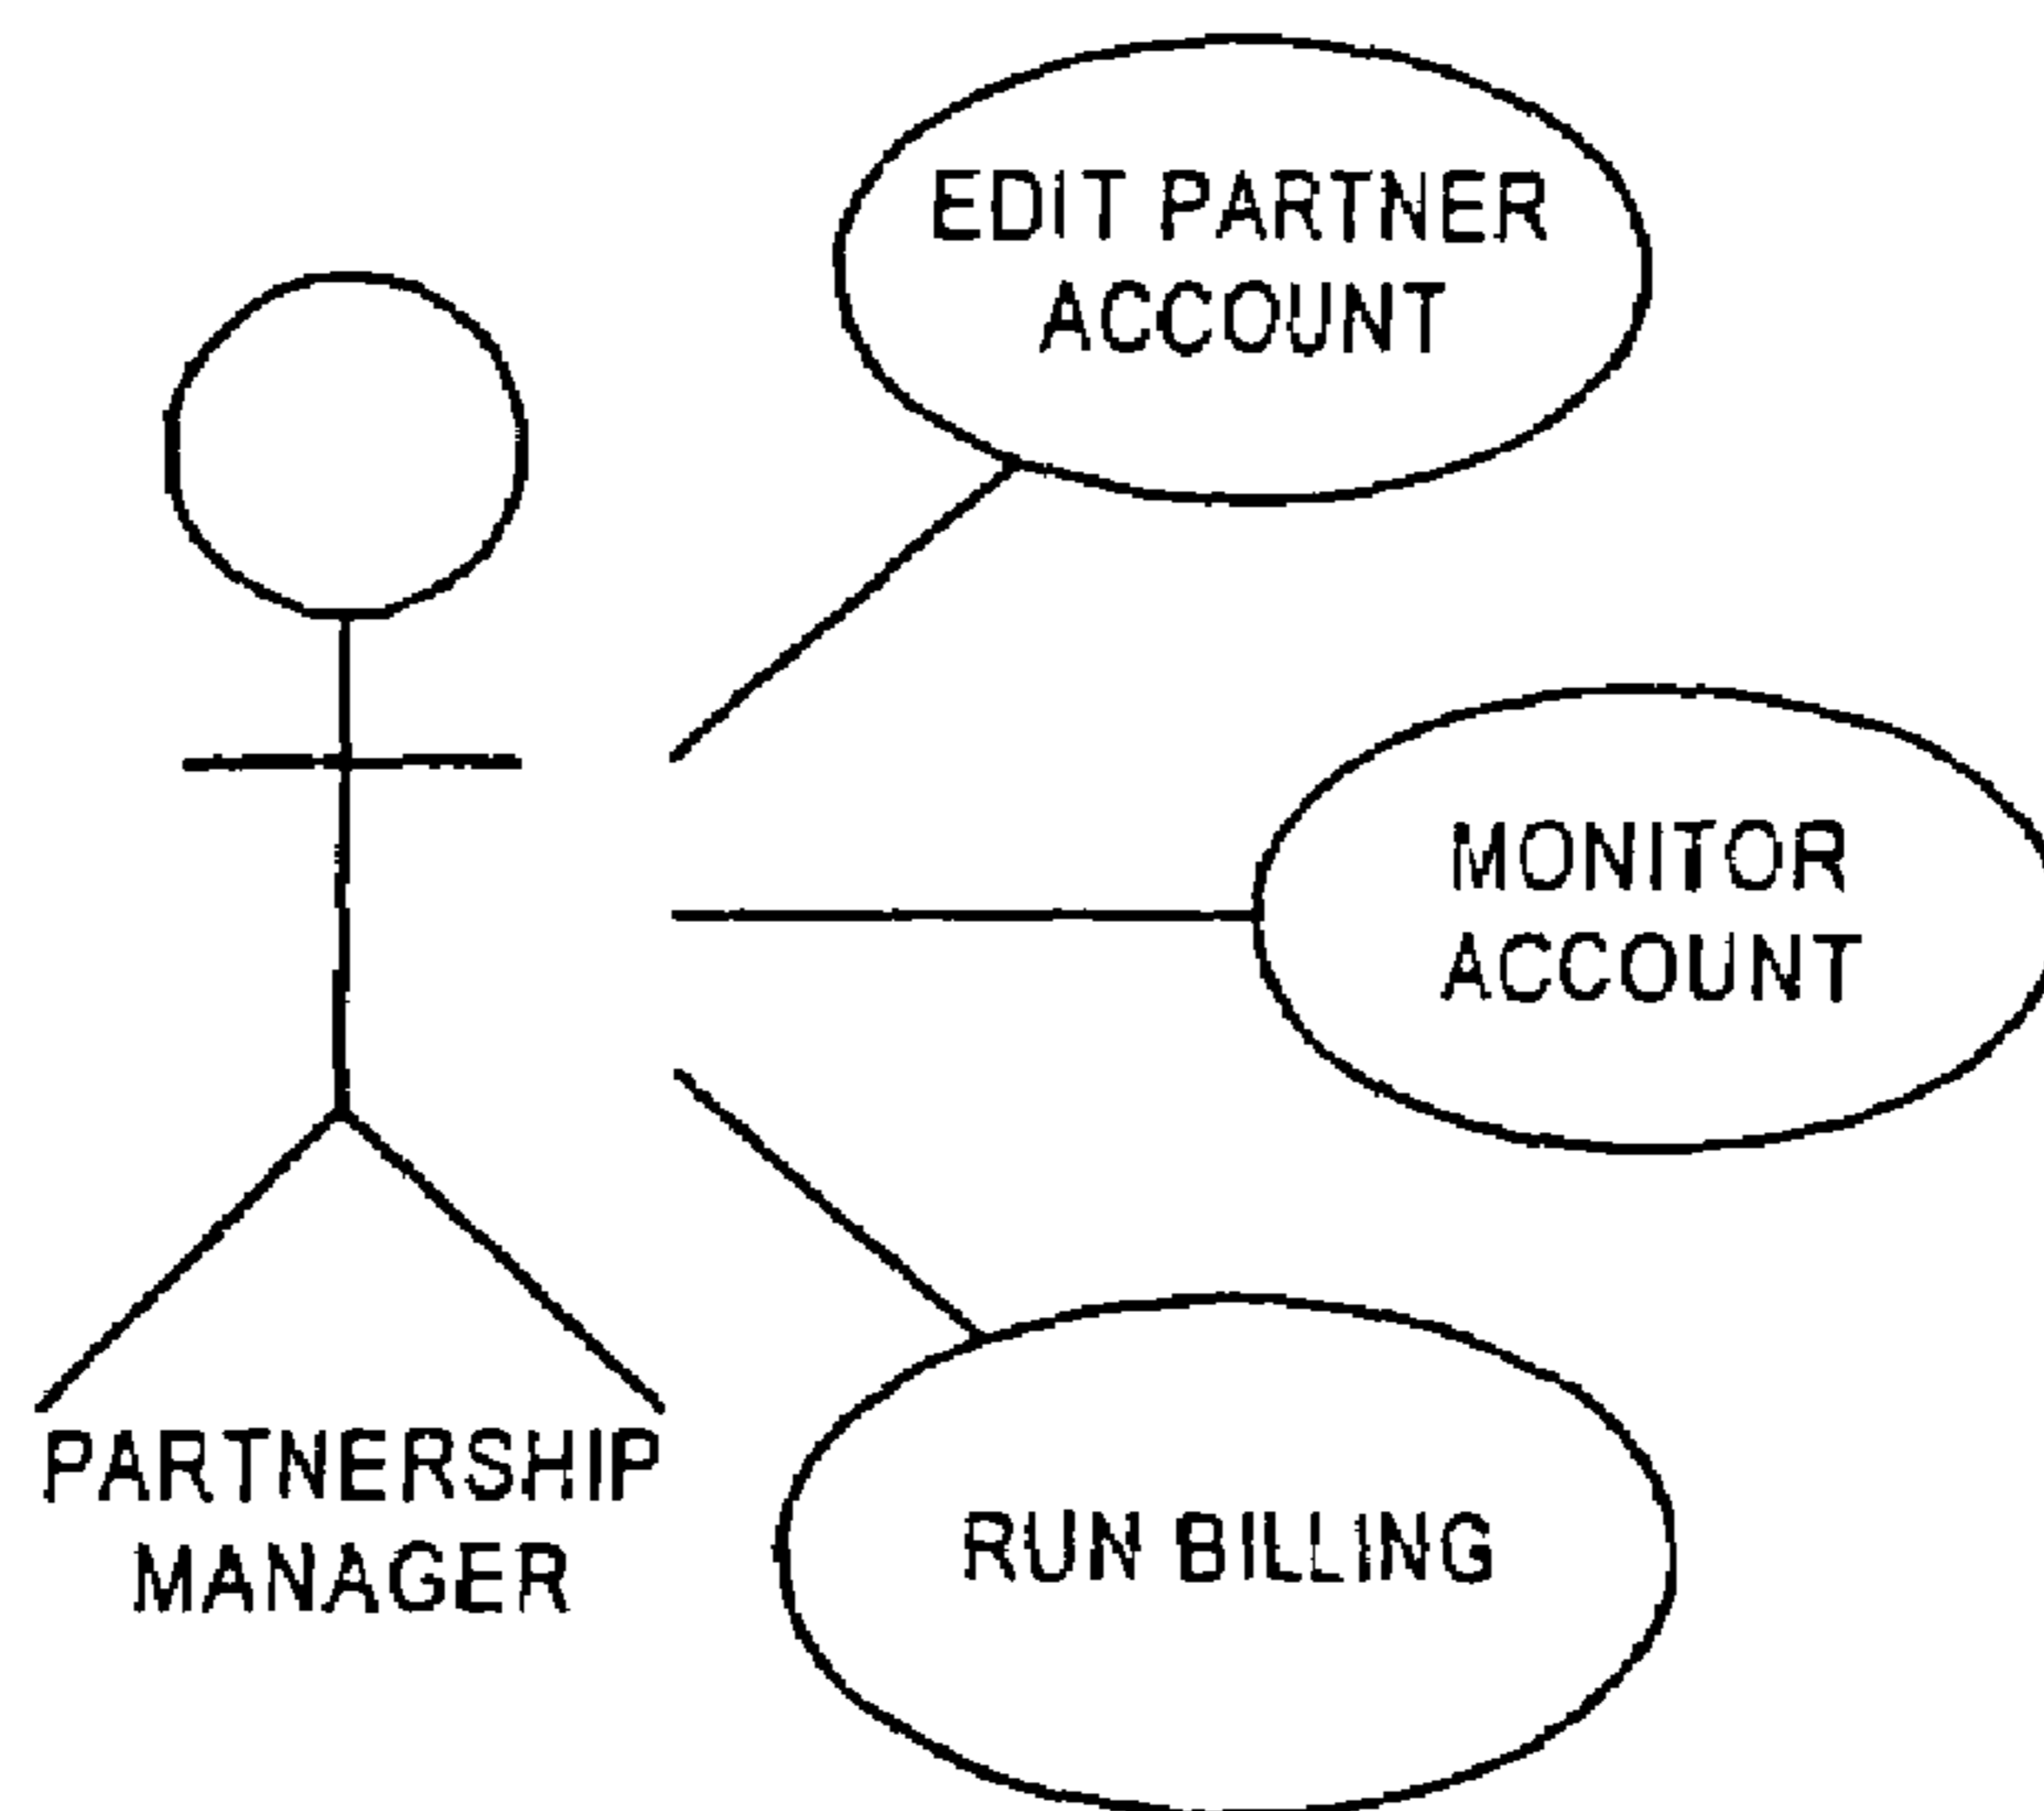 EDIT PARTNER
ACCOUNT
MONITOR
ACCOUNT
PARTNERSHIP
MANAGER
RUN BILLING